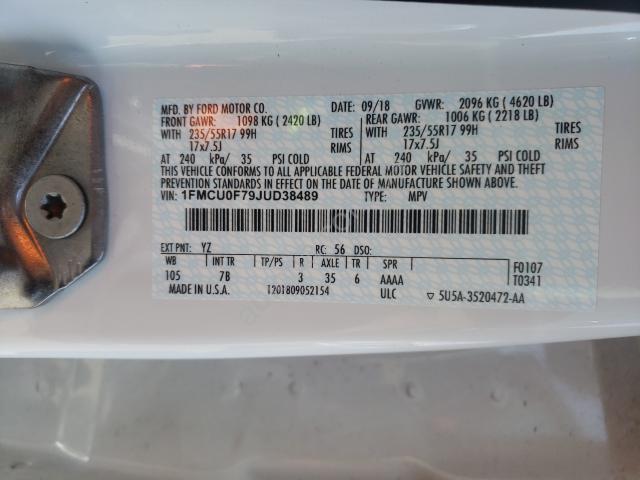 MFD. BY FORD MOTOR CO. DATE: 09/18 GVWR: 2096 KG (4620 LB)
FRONT GAWR: 1098 KG (2420 LB) REAR GAWR: 1006 KG (2218 LB)
WITH 235/55R17 99H TIRES WITH 235/55R17 99H TIRES
17x7.5J RIMS 17x7.5J RIMS
AT 240 kPa/ 35 PSI COLD AT 240 kPa/ 35 PSI COLD
THIS VEHICLE CONFORMS TO ALL APPLICABLE FEDERAL MOTOR VEHICLE SAFETY AND THEFT
PREVENTION STANDARDS IN EFFECT ON THE DATE OF MANUFACTURE SHOWN ABOVE.
VIN: 1FMCU0F79JUD38489 TYPE: MPV
EXT PNT: YZ RC: 56 DSO:
WB INT TR TP/PS R AXLE TR SPR F0107
105 7B 3 35 6 AAAA T0341
MADE IN U.S.A. T201809052154 ULC ▽ 5U5A-3520472-AA